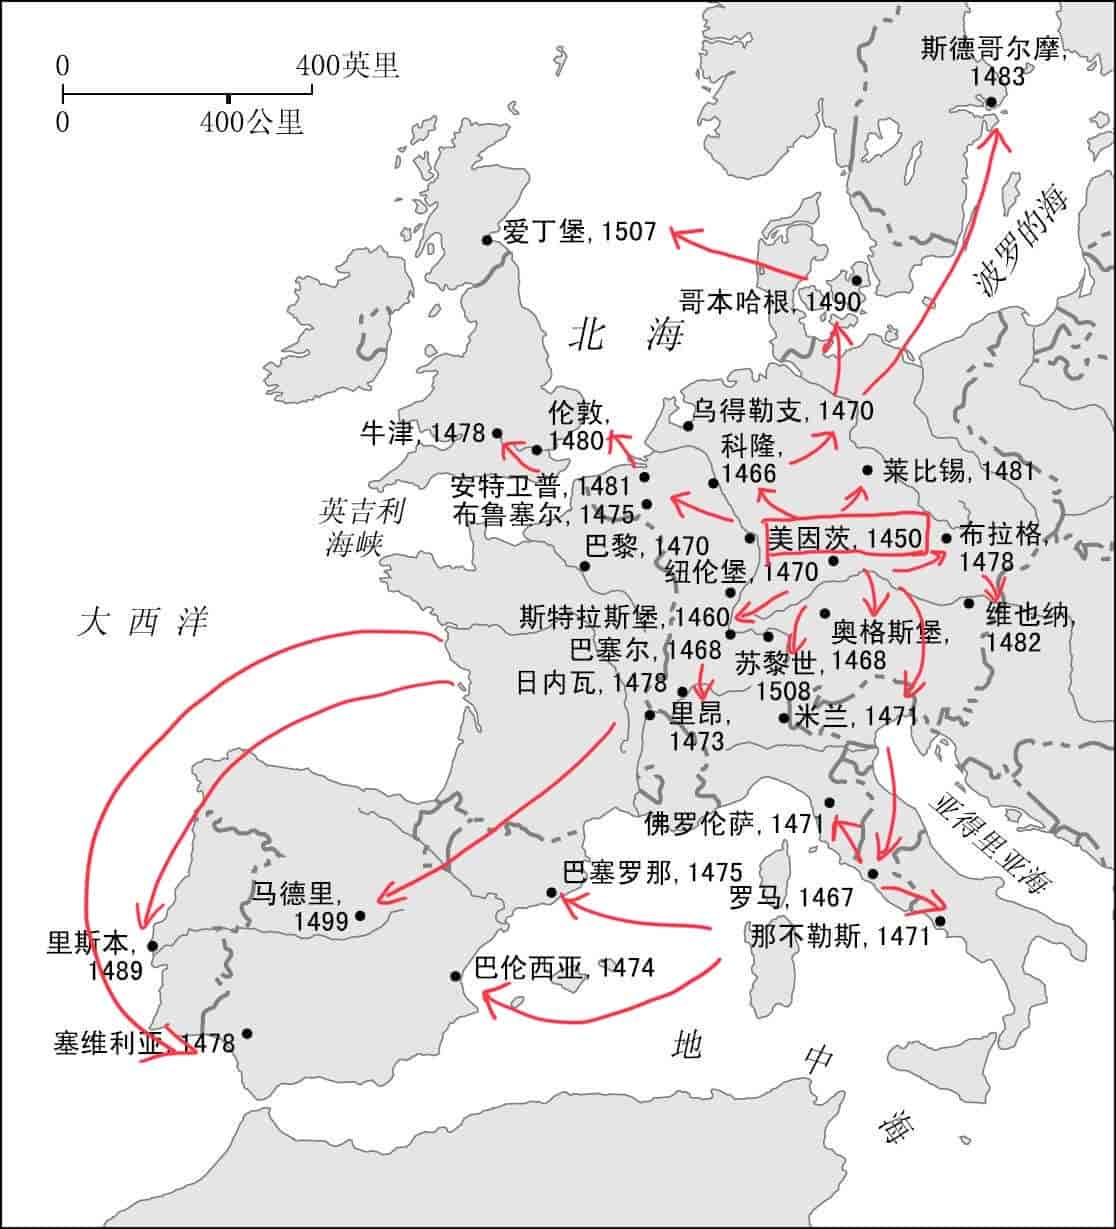 0 400英里
0 400公里
斯德哥尔摩,
1483
爱丁堡, 1507
波罗的海
哥本哈根, 1490
北 海
乌得勒支, 1470
伦敦,
1480
牛津, 1478
科隆,
1466
莱比锡, 1481
安特卫普, 1481
布鲁塞尔, 1475
英吉利
海峡
美因茨, 1450
布拉格,
1478
巴黎, 1470
纽伦堡, 1470
大 西 洋
斯特拉斯堡, 1460
维也纳,
1482
奥格斯堡,
1468
巴塞尔, 1468
苏黎世,
1508
日内瓦, 1478
里昂,
1473
米兰, 1471
佛罗伦萨, 1471
亚得里亚海
巴塞罗那, 1475
马德里,
1499
罗马, 1467
那不勒斯, 1471
里斯本,
1489
巴伦西亚, 1474
塞维利亚, 1478
地 中 海